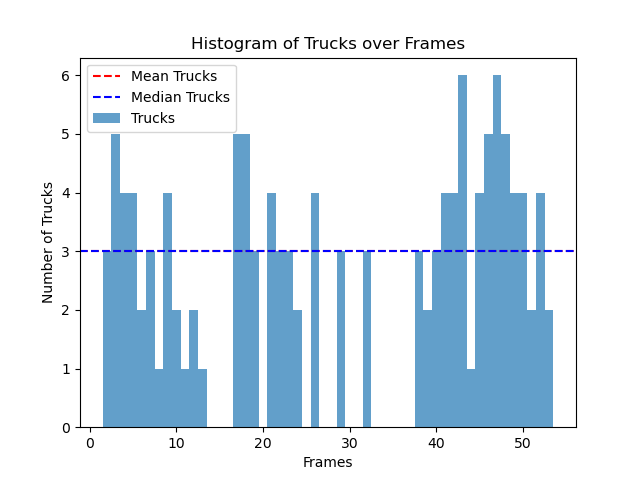 Histogram of Trucks over Frames
Mean Trucks
Median Trucks
Trucks
Number of Trucks
6
5
4
3
2
1
0
0 10 20 30 40 50
Frames